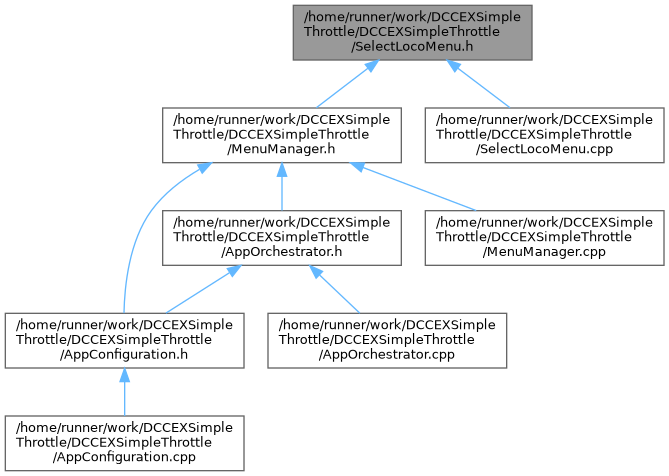 /home/runner/work/DCCEXSimple
Throttle/DCCEXSimpleThrottle
/SelectLocoMenu.h
/home/runner/work/DCCEXSimple
Throttle/DCCEXSimpleThrottle
/MenuManager.h
/home/runner/work/DCCEXSimple
Throttle/DCCEXSimpleThrottle
/SelectLocoMenu.cpp
/home/runner/work/DCCEXSimple
Throttle/DCCEXSimpleThrottle
/AppOrchestrator.h
/home/runner/work/DCCEXSimple
Throttle/DCCEXSimpleThrottle
/MenuManager.cpp
/home/runner/work/DCCEXSimple
Throttle/DCCEXSimpleThrottle
/AppConfiguration.h
/home/runner/work/DCCEXSimple
Throttle/DCCEXSimpleThrottle
/AppOrchestrator.cpp
/home/runner/work/DCCEXSimple
Throttle/DCCEXSimpleThrottle
/AppConfiguration.cpp